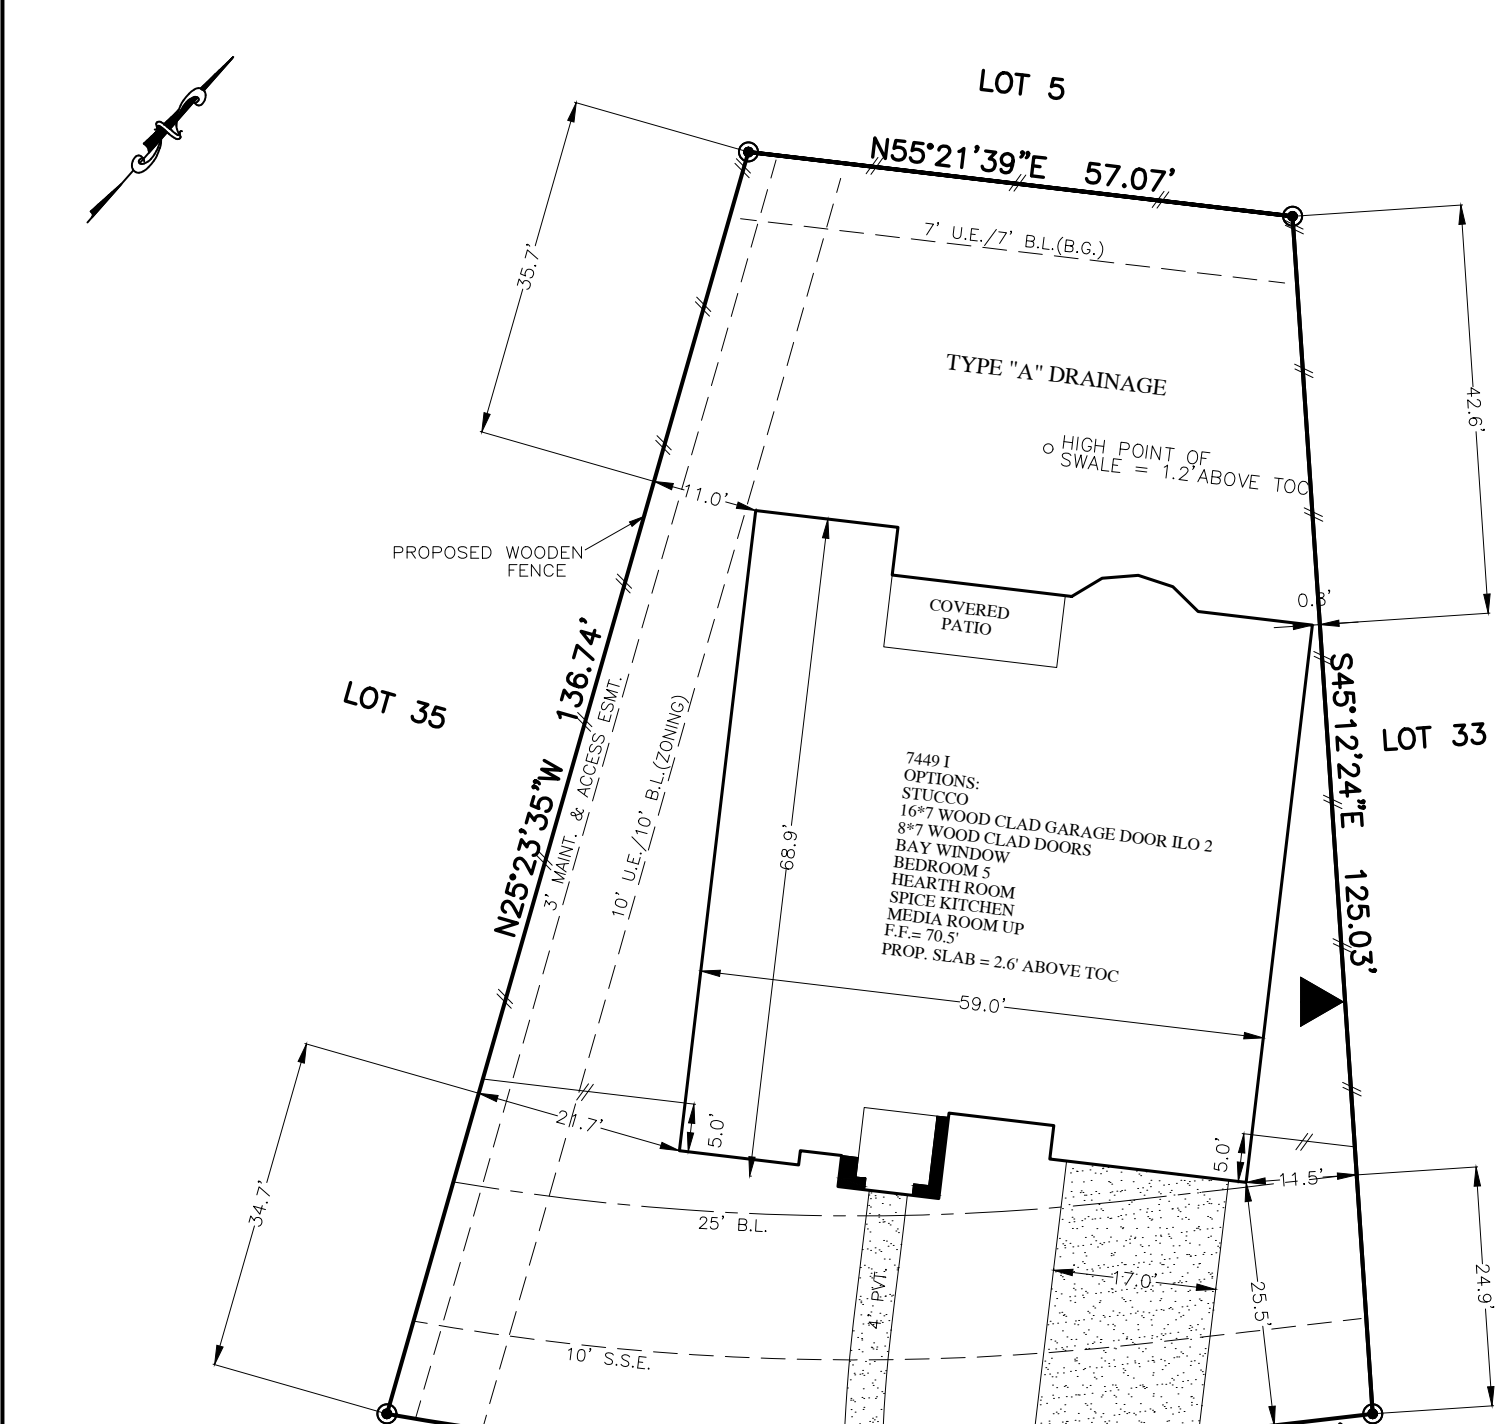 LOT 5
N55°21'39"E 57.07'
35.7'
7' U.E./7' B.L.(B.G.)
TYPE "A" DRAINAGE
42.6'
HIGH POINT OF
SWALE = 1.2' ABOVE TOC
11.0'
PROPOSED WOODEN
FENCE
COVERED
PATIO
LOT 35
N25°23'35"W 136.74'
3' MAINT. & ACCESS ESMT.
10' U.E./10' B.L.(ZONING)
S45°12'24"E 125.03'
LOT 33
68.9'
7449 I
OPTIONS:
STUCCO
16*7 WOOD CLAD GARAGE DOOR ILO 2
8*7 WOOD CLAD DOORS
BAY WINDOW
BEDROOM 5
HEARTH ROOM
SPICE KITCHEN
MEDIA ROOM UP
F.F.= 70.5'
PROP. SLAB = 2.6' ABOVE TOC
59.0'
21.7'
5.0'
5.0'
11.5'
34.7'
25' B.L.
17.0'
4' PVT.
25.5'
24.9'
10' S.S.E.